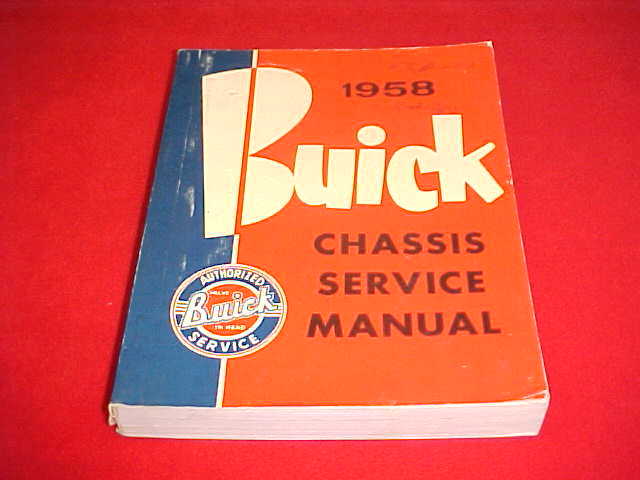 1958
Buick
CHASSIS
SERVICE
MANUAL
AUTHORIZED
VALVE
Buick
IN HEAD
SERVICE